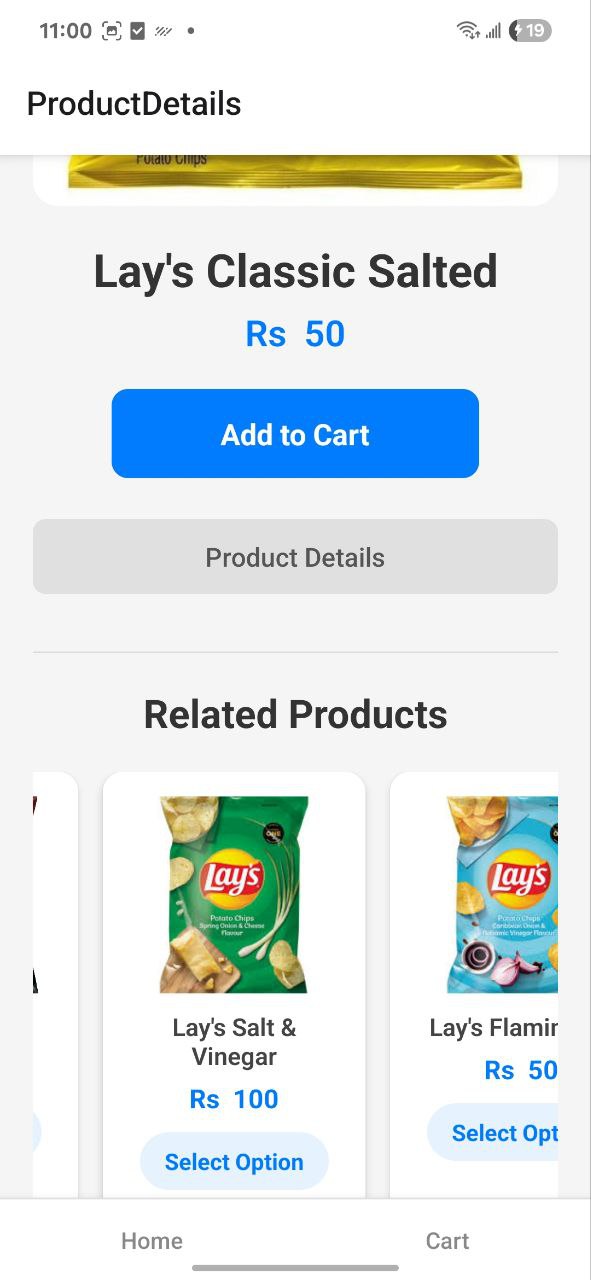 11:00
19
ProductDetails
Potato Chips
Lay's Classic Salted
Rs 50
Add to Cart
Product Details
Related Products
Lay's
Potato Chips
Spring Onion & Cheese
Flavour
Lay's Salt &
Vinegar
Rs 100
Select Option
Lay's
Potato Chips
Caribbean Onion &
Balsamic Vinegar Flavour
Lay's Flamin
Rs 50
Select Opt
Home
Cart